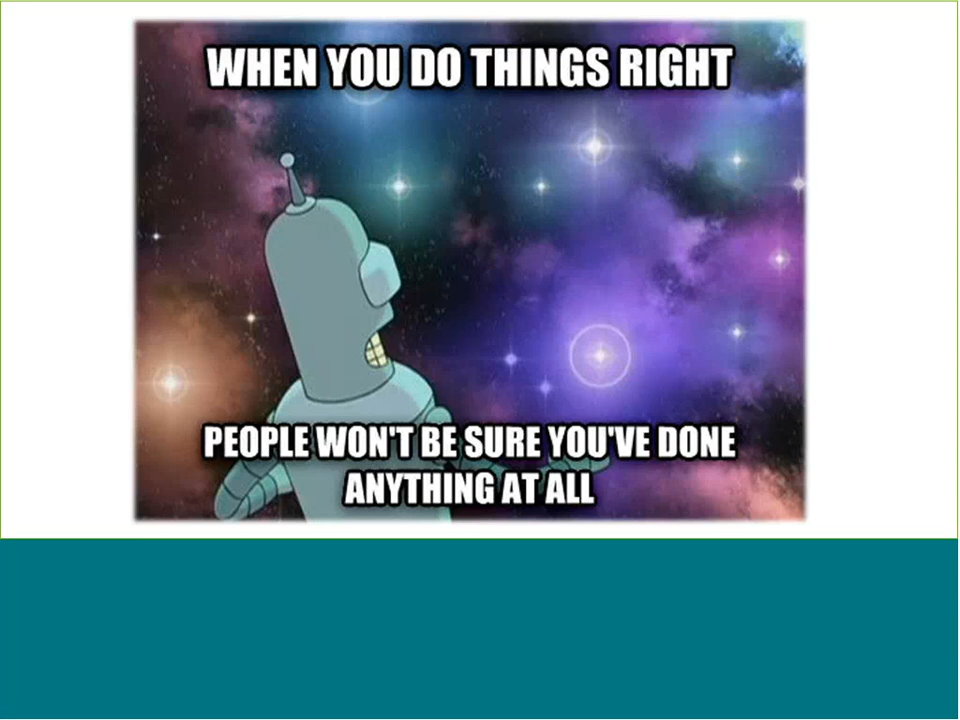 WHEN YOU DO THINGS RIGHT
PEOPLE WON'T BE SURE YOU'VE DONE
ANYTHING AT ALL